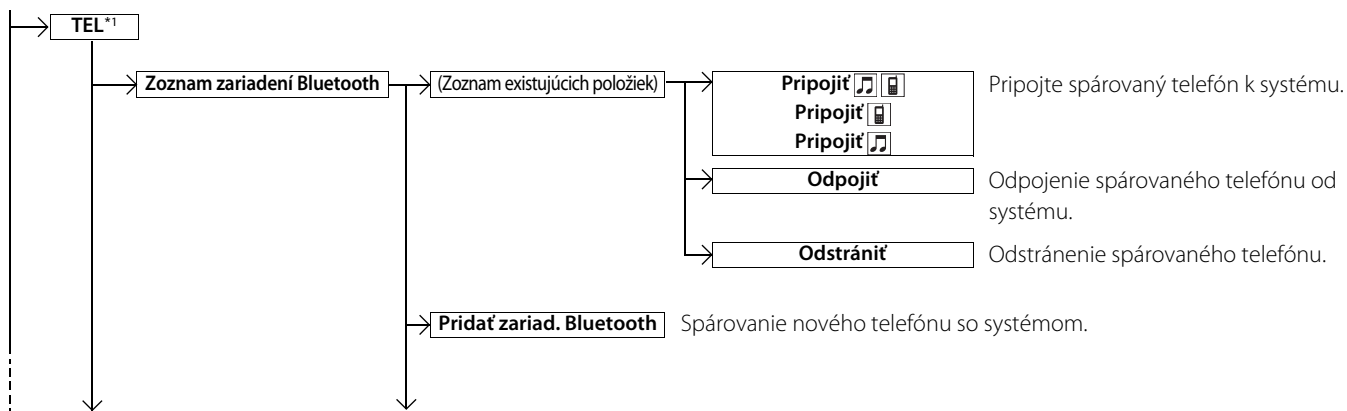 TEL*1
Zoznam zariadení Bluetooth
(Zoznam existujúcich položiek)
Pripojiť
Pripojte spárovaný telefón k systému.
Pripojiť
Pripojiť
Odpojiť
Odpojenie spárovaného telefónu od
systému.
Odstrániť
Odstránenie spárovaného telefónu.
Pridať zariad. Bluetooth
Spárovanie nového telefónu so systémom.